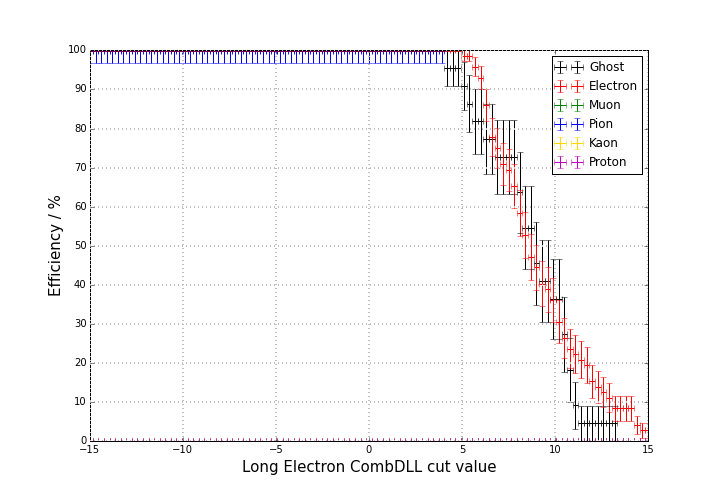 100
90
80
70
60
50
40
30
20
10
0
Efficiency / %
−15
−10
−5
0
5
10
15
Long Electron CombDLL cut value
Ghost
Electron
Muon
Pion
Kaon
Proton